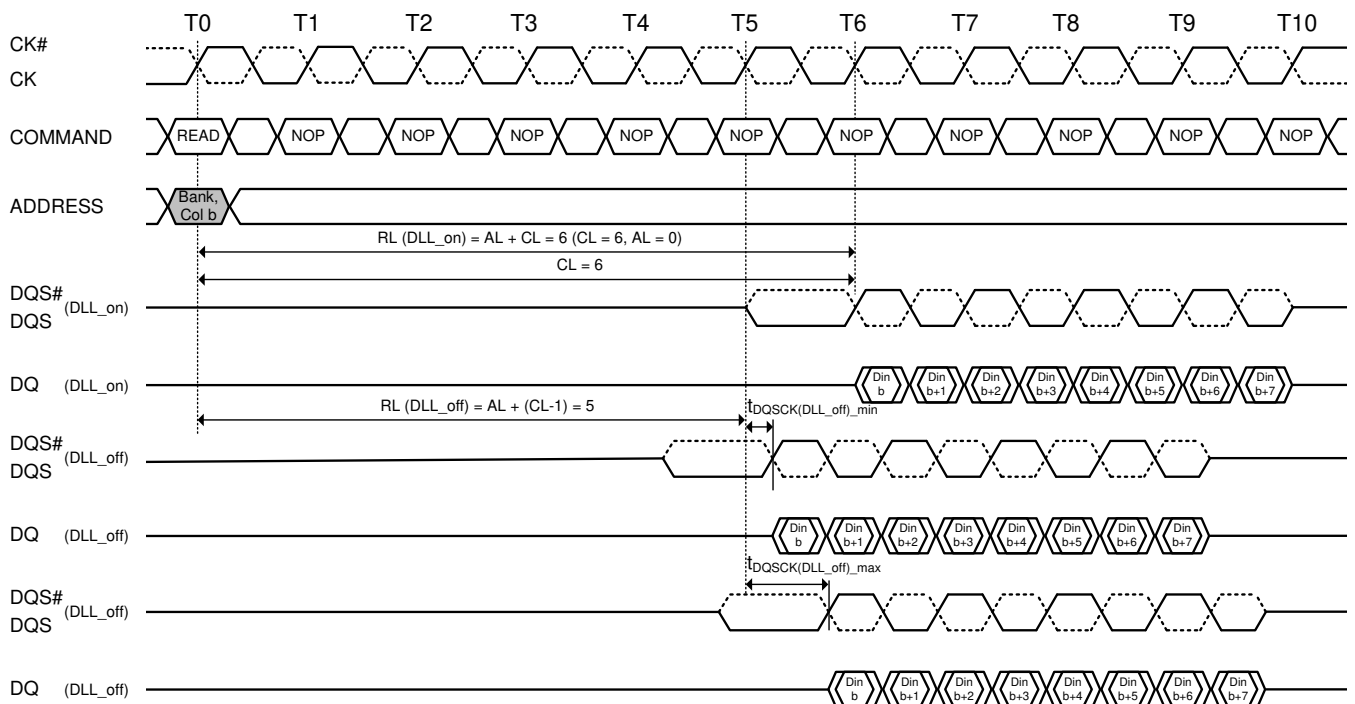 T0 T1 T2 T3 T4 T5 T6 T7 T8 T9 T10
CK#
CK
COMMAND READ NOP NOP NOP NOP NOP NOP NOP NOP NOP NOP
ADDRESS
Bank,
Col b
RL (DLL_on) = AL + CL = 6 (CL = 6, AL = 0)
CL = 6
DQS#
(DLL_on)
DQS
DQ (DLL_on)
Din Din Din Din Din Din Din Din
b b+1 b+2 b+3 b+4 b+5 b+6 b+7
RL (DLL_off) = AL + (CL-1) = 5
tDQSCK(DLL_off)_min
DQS#
(DLL_off)
DQS
DQ (DLL_off)
Din Din Din Din Din Din Din Din
b b+1 b+2 b+3 b+4 b+5 b+6 b+7
tDQSCK(DLL_off)_max
DQS#
(DLL_off)
DQS
DQ (DLL_off)
Din Din Din Din Din Din Din Din
b b+1 b+2 b+3 b+4 b+5 b+6 b+7